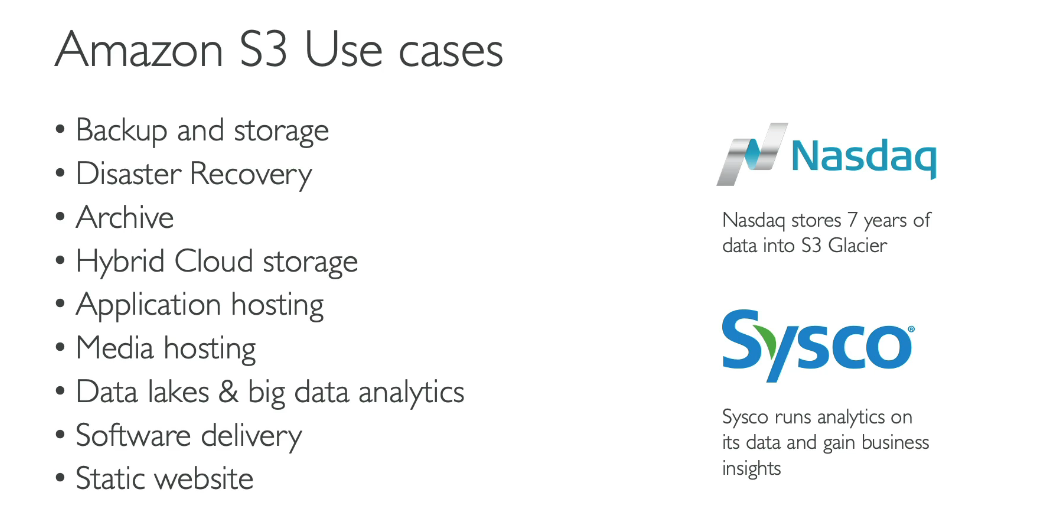 Amazon S3 Use cases
• Backup and storage
• Disaster Recovery
• Archive
• Hybrid Cloud storage
• Application hosting
• Media hosting
• Data lakes & big data analytics
• Software delivery
• Static website
Nasdaq
Nasdaq stores 7 years of
data into S3 Glacier
Sysco®
Sysco runs analytics on
its data and gain business
insights